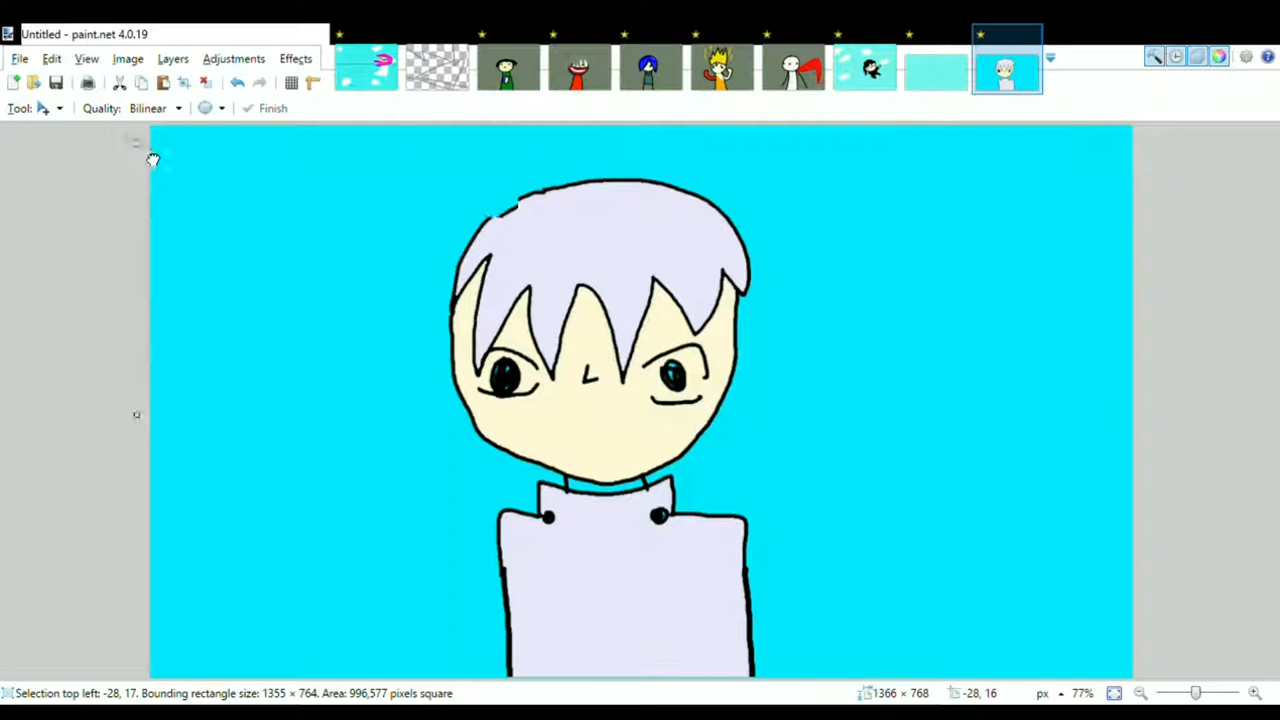 Untitled - paint.net 4.0.19
File Edit View Image Layers Adjustments Effects
Tool: Quality: Bilinear Finish
Selection top left: -28, 17. Bounding rectangle size: 1355 × 764. Area: 996,577 pixels square 1366 × 768 -28, 16 px 77%